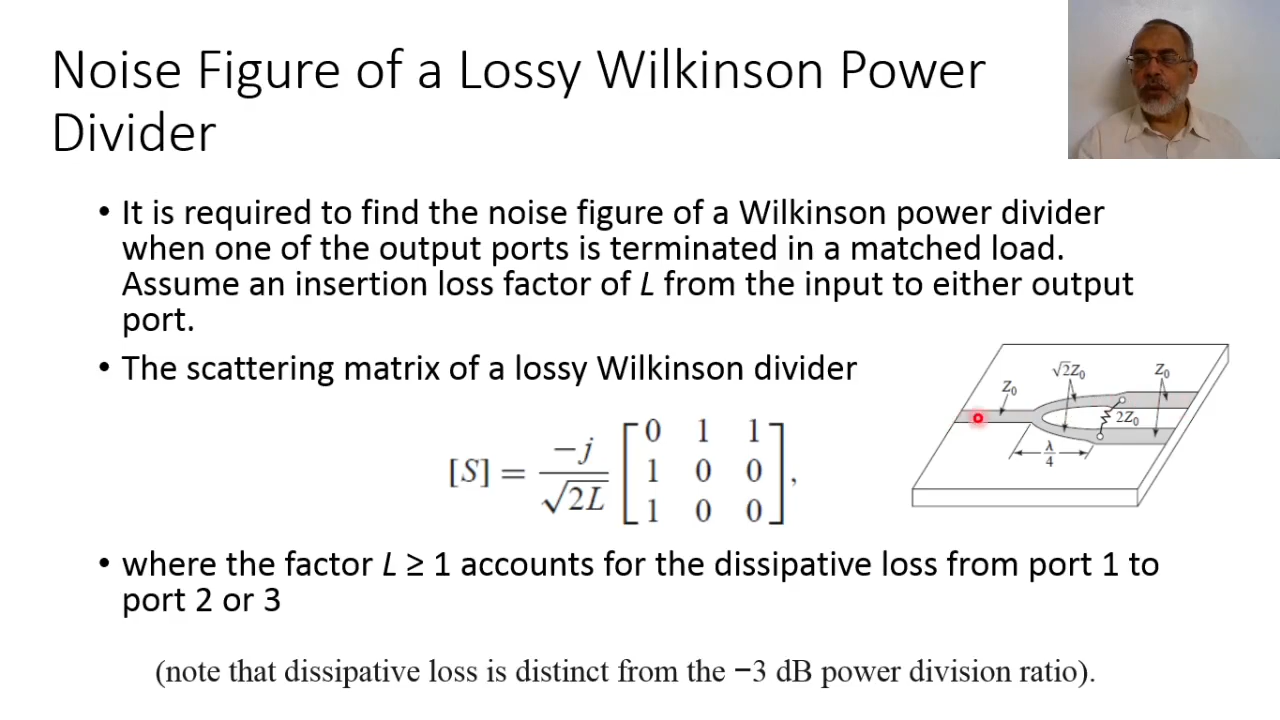 Noise Figure of a Lossy Wilkinson Power
Divider
• It is required to find the noise figure of a Wilkinson power divider
when one of the output ports is terminated in a matched load.
Assume an insertion loss factor of L from the input to either output
port.
• The scattering matrix of a lossy Wilkinson divider
√2Z₀
Z₀
Z₀
2Z₀
λ/4
[S] = -j/√2L [0 1 1
1 0 0
1 0 0],
• where the factor L ≥ 1 accounts for the dissipative loss from port 1 to
port 2 or 3
(note that dissipative loss is distinct from the −3 dB power division ratio).